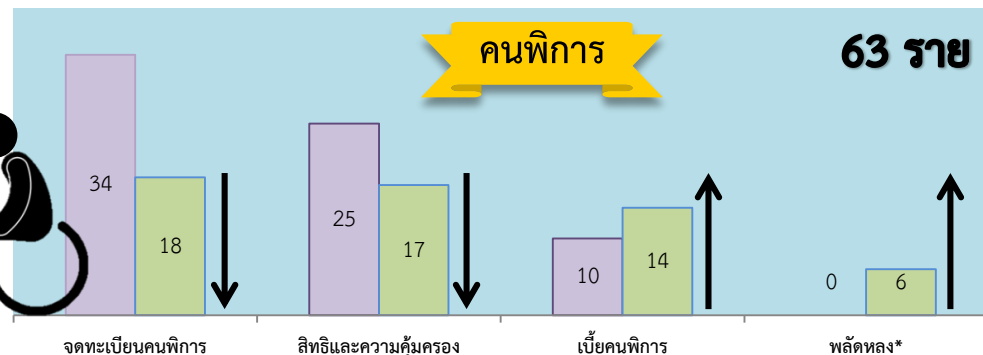 คนพิการ
63 ราย
34
18
25
17
10
14
0
6
จดทะเบียนคนพิการ
สิทธิและความคุ้มครอง
เบี้ยคนพิการ
พลัดหลง*